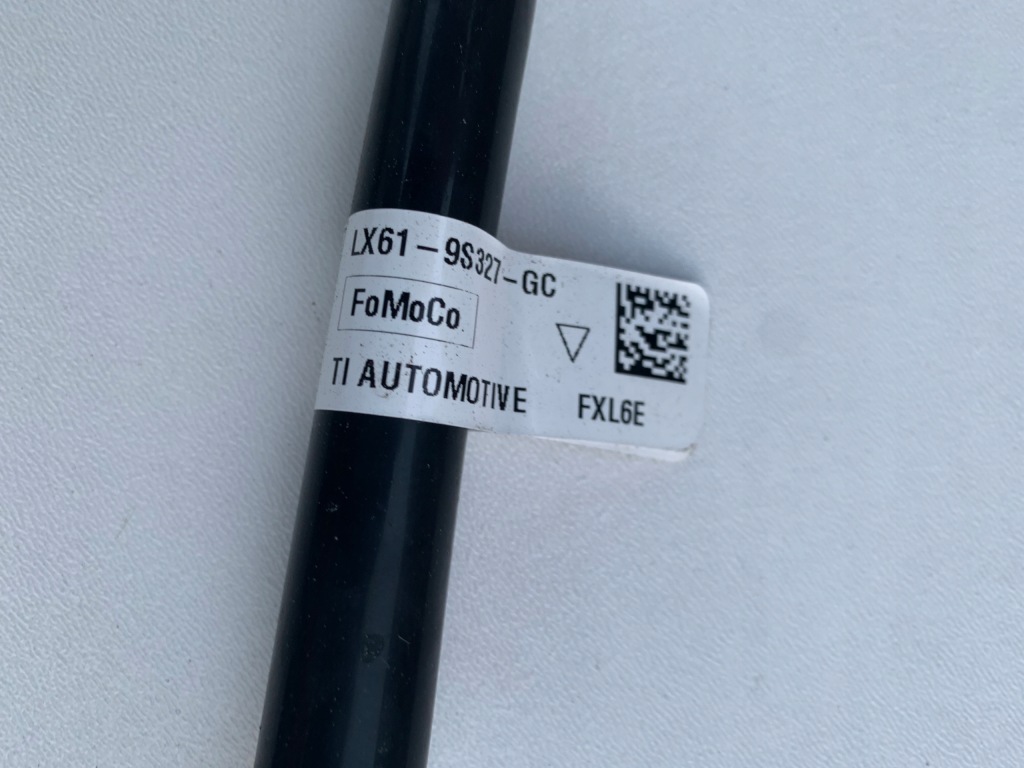 LX61-9S327-GC
FoMoCo
TI AUTOMOTIVE
FXL6E